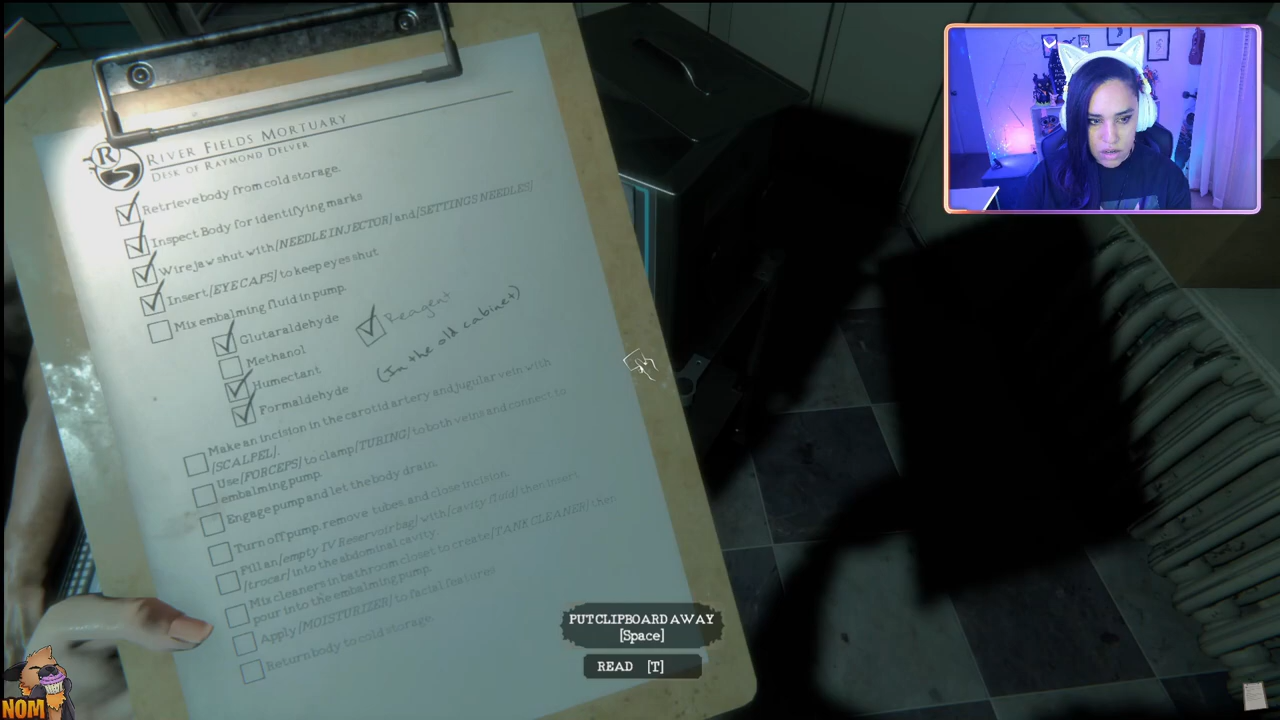 RIVER FIELDS MORTUARY
DISK OF RAYMOND DELVER
Retrieve body from cold storage.
Inspect Body for identifying marks
Wire jaw shut with [NEEDLE INJECTOR] and [SETTINGS NEEDLES]
Insert [EYE CAPS] to keep eyes shut
Mix embalming fluid in pump.
Glutaraldehyde
Reagent
Methanol
(In the old cabinet)
Humectant
Formaldehyde
Make an incision in the carotid artery and jugular vein with
[SCALPEL].
Use [FORCEPS] to clamp [TUBING] to both veins and connect to
embalming pump.
Engage pump and let the body drain.
Turn off pump, remove tubes, and close incision.
Fill an [empty IV Reservoir bag] with [cavity fluid] then insert
[trocar] into the abdominal cavity.
Mix cleaners in bathroom closet to create [TANK CLEANER] then
pour into the embalming pump.
Apply [MOISTURIZER] to facial features
Return body to cold storage.
PUT CLIPBOARD AWAY
[Space]
READ [T]
NOM